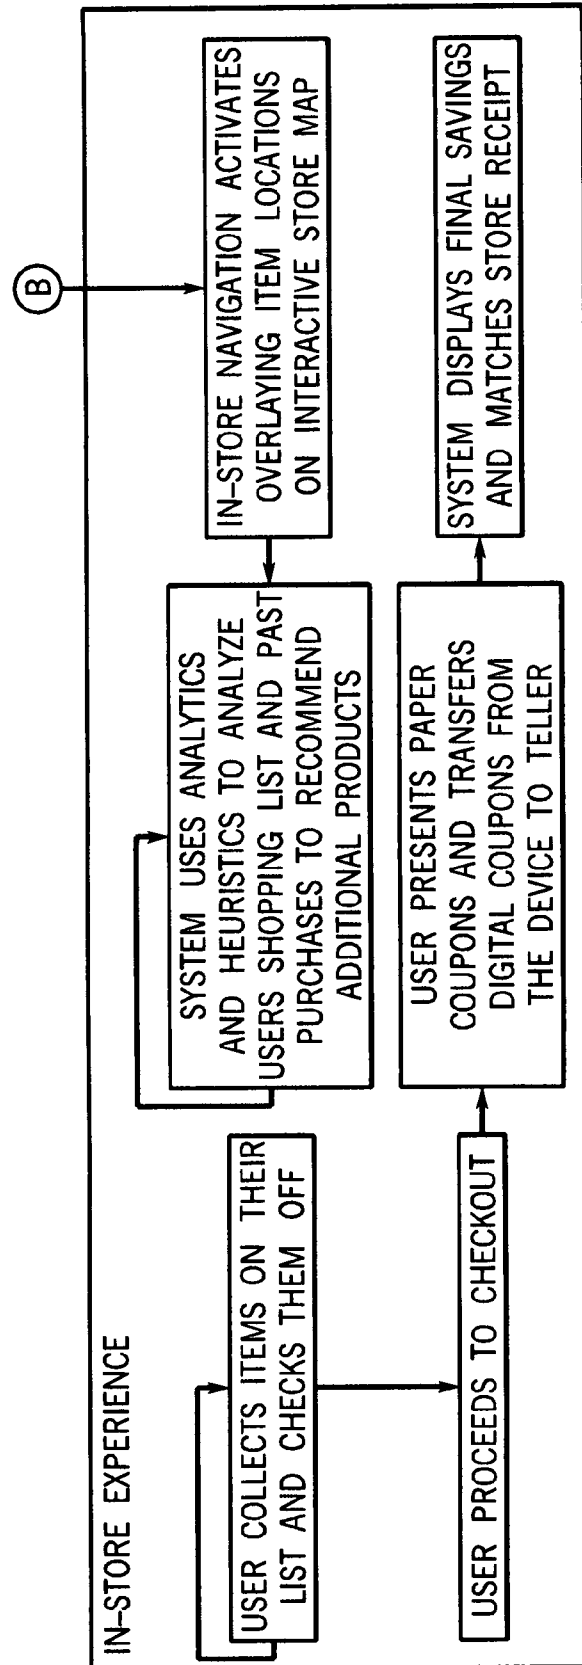 IN-STORE EXPERIENCE
B
USER COLLECTS ITEMS ON THEIR
LIST AND CHECKS THEM OFF
SYSTEM USES ANALYTICS
AND HEURISTICS TO ANALYZE
USERS SHOPPING LIST AND PAST
PURCHASES TO RECOMMEND
ADDITIONAL PRODUCTS
IN-STORE NAVIGATION ACTIVATES
OVERLAYING ITEM LOCATIONS
ON INTERACTIVE STORE MAP
USER PROCEEDS TO CHECKOUT
USER PRESENTS PAPER
COUPONS AND TRANSFERS
DIGITAL COUPONS FROM
THE DEVICE TO TELLER
SYSTEM DISPLAYS FINAL SAVINGS
AND MATCHES STORE RECEIPT